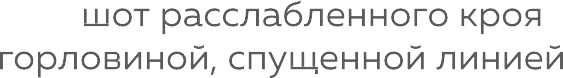 шот расслабленного кроя
горловиной, спущенной линией